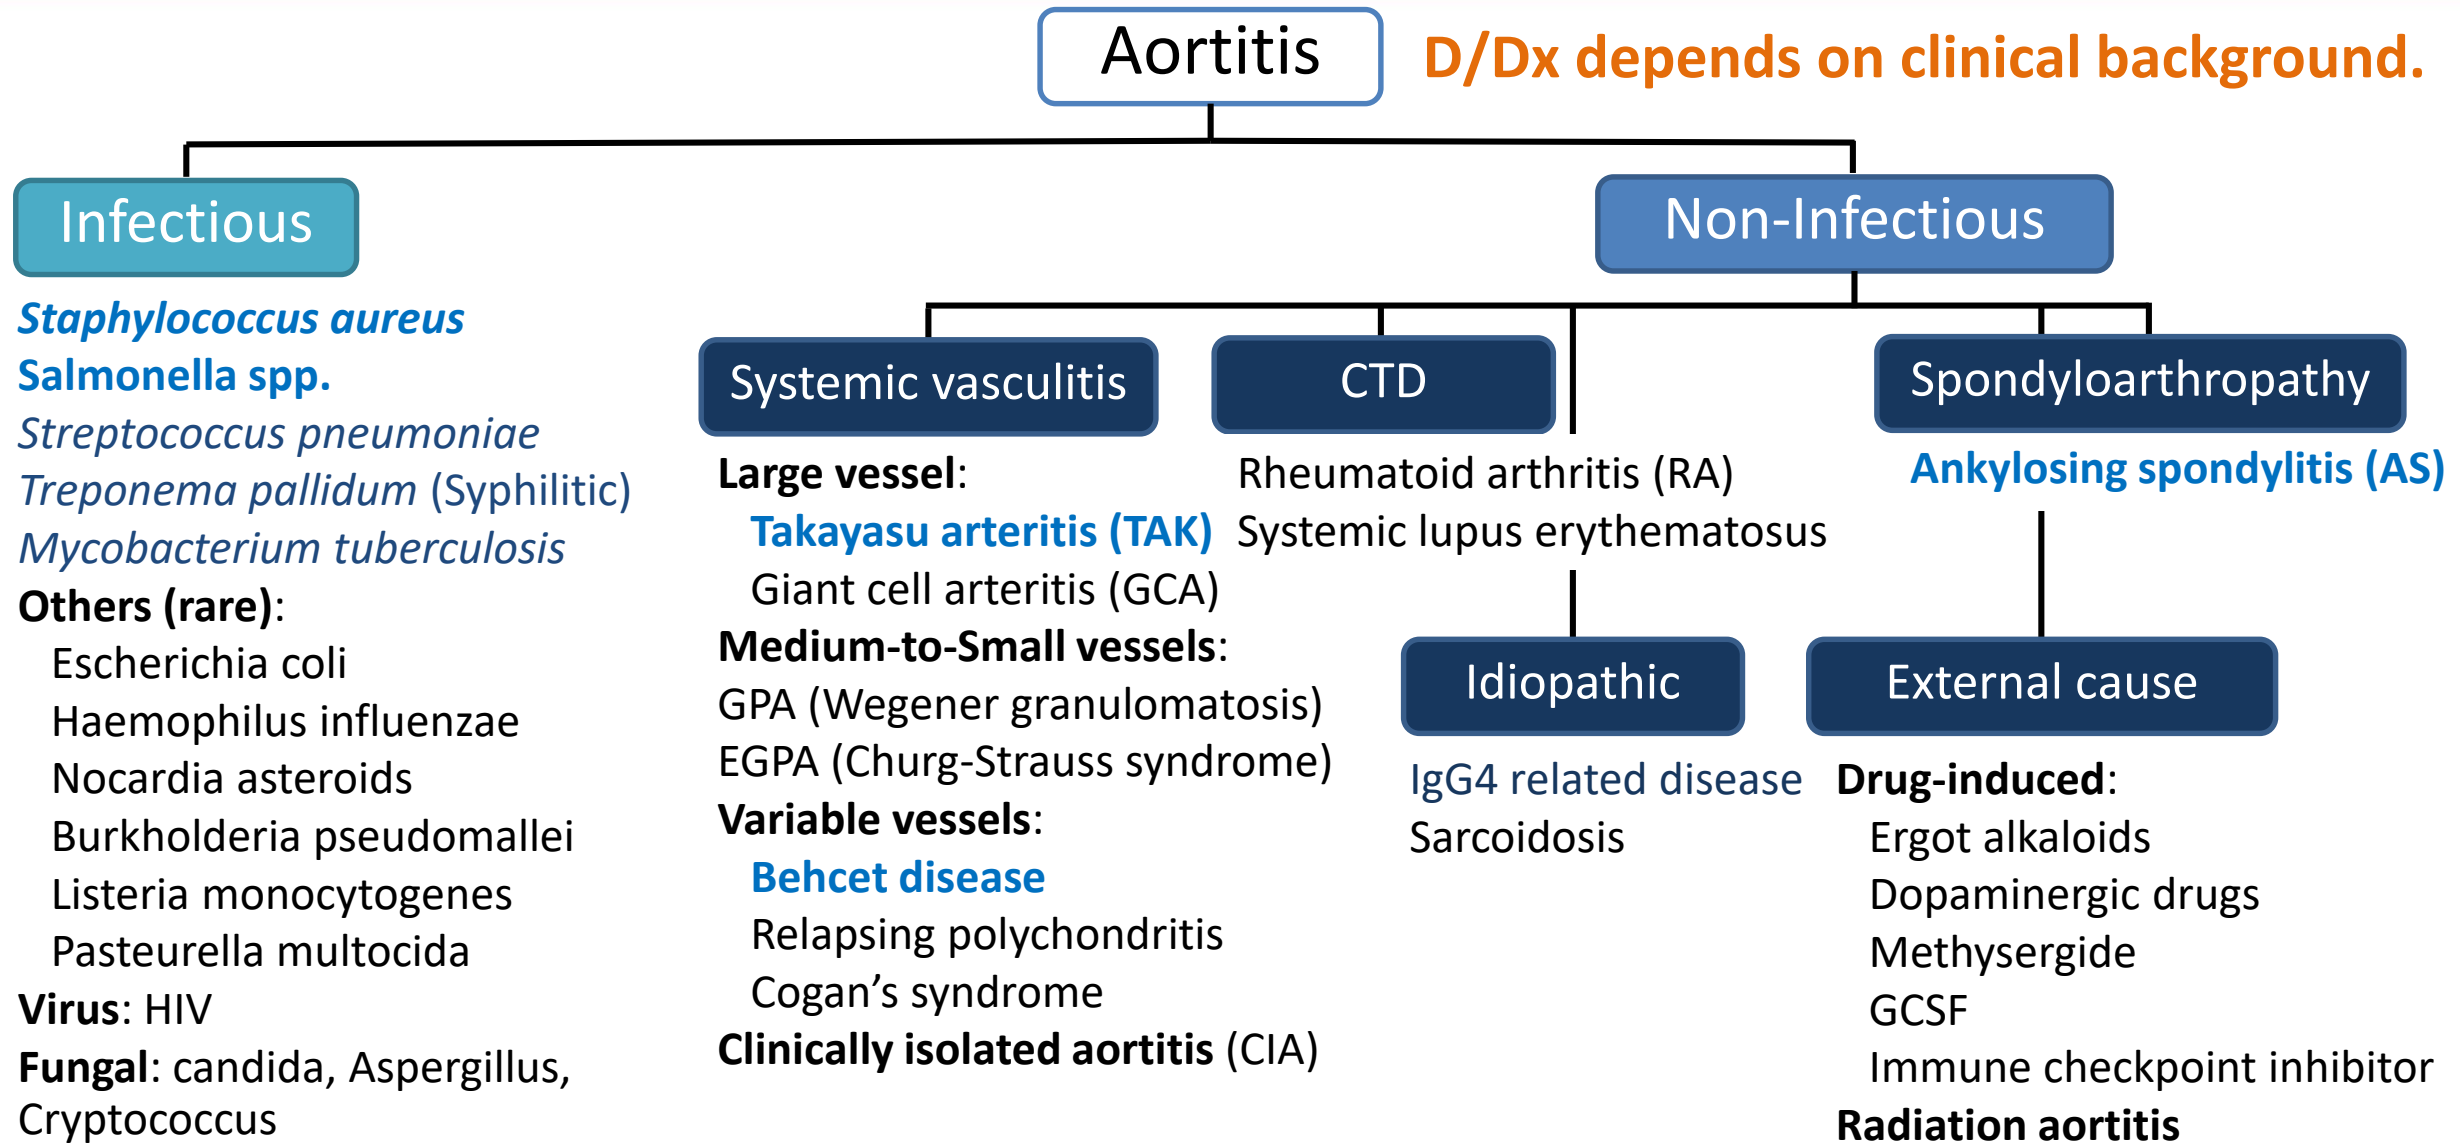 Aortitis
D/Dx depends on clinical background.
Infectious
Staphylococcus aureus
Salmonella spp.
Streptococcus pneumoniae
Treponema pallidum (Syphilitic)
Mycobacterium tuberculosis
Others (rare):
Escherichia coli
Haemophilus influenzae
Nocardia asteroids
Burkholderia pseudomallei
Listeria monocytogenes
Pasteurella multocida
Virus: HIV
Fungal: candida, Aspergillus,
Cryptococcus
Non-Infectious
Systemic vasculitis
Large vessel:
Takayasu arteritis (TAK)
Giant cell arteritis (GCA)
Medium-to-Small vessels:
GPA (Wegener granulomatosis)
EGPA (Churg-Strauss syndrome)
Variable vessels:
Behcet disease
Relapsing polychondritis
Cogan’s syndrome
Clinically isolated aortitis (CIA)
CTD
Rheumatoid arthritis (RA)
Systemic lupus erythematosus
Idiopathic
IgG4 related disease
Sarcoidosis
Spondyloarthropathy
Ankylosing spondylitis (AS)
External cause
Drug-induced:
Ergot alkaloids
Dopaminergic drugs
Methysergide
GCSF
Immune checkpoint inhibitor
Radiation aortitis